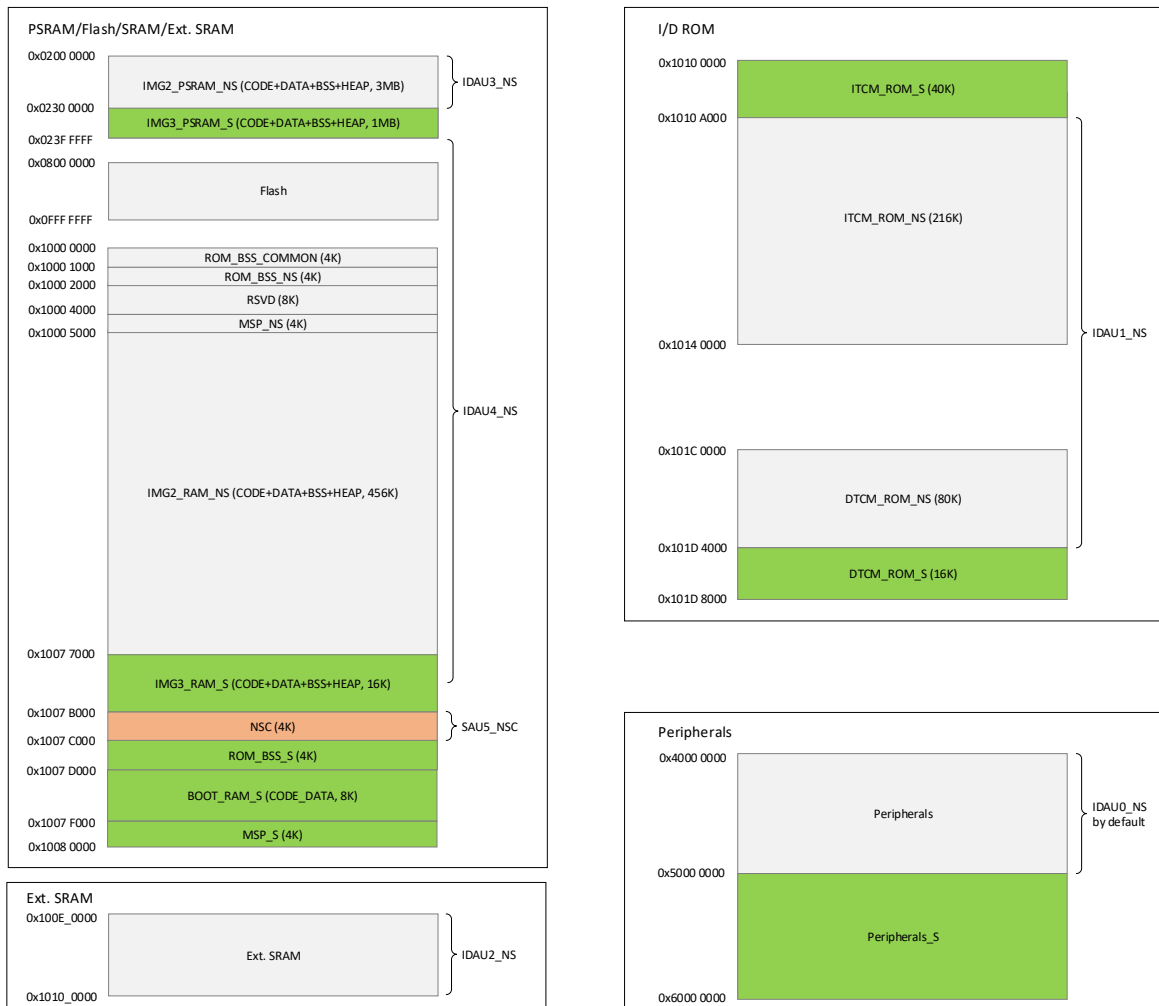 PSRAM/Flash/SRAM/Ext. SRAM
0x0200 0000
IMG2_PSRAM_NS (CODE+DATA+BSS+HEAP, 3MB)
IDAU3_NS
0x0230 0000
IMG3_PSRAM_S (CODE+DATA+BSS+HEAP, 1MB)
0x023F FFFF
0x0800 0000
Flash
0x0FFF FFFF
0x1000 0000
ROM_BSS_COMMON (4K)
0x1000 1000
ROM_BSS_NS (4K)
0x1000 2000
RSVD (8K)
0x1000 4000
MSP_NS (4K)
0x1000 5000
IDAU4_NS
IMG2_RAM_NS (CODE+DATA+BSS+HEAP, 456K)
0x1007 7000
IMG3_RAM_S (CODE+DATA+BSS+HEAP, 16K)
0x1007 B000
NSC (4K)
SAU5_NSC
0x1007 C000
ROM_BSS_S (4K)
0x1007 D000
BOOT_RAM_S (CODE_DATA, 8K)
0x1007 F000
MSP_S (4K)
0x1008 0000
Ext. SRAM
0x100E_0000
Ext. SRAM
IDAU2_NS
0x1010_0000
I/D ROM
0x1010 0000
ITCM_ROM_S (40K)
0x1010 A000
ITCM_ROM_NS (216K)
IDAU1_NS
0x1014 0000
0x101C 0000
DTCM_ROM_NS (80K)
0x101D 4000
DTCM_ROM_S (16K)
0x101D 8000
Peripherals
0x4000 0000
Peripherals
IDAU0_NS
by default
0x5000 0000
Peripherals_S
0x6000 0000